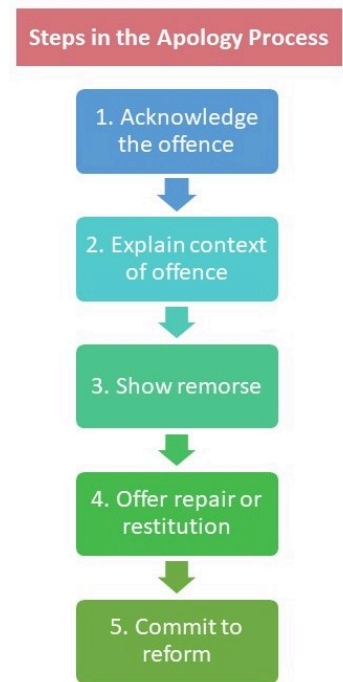 Steps in the Apology Process
1. Acknowledge
the offence
2. Explain context
of offence
3. Show remorse
4. Offer repair or
restitution
5. Commit to
reform